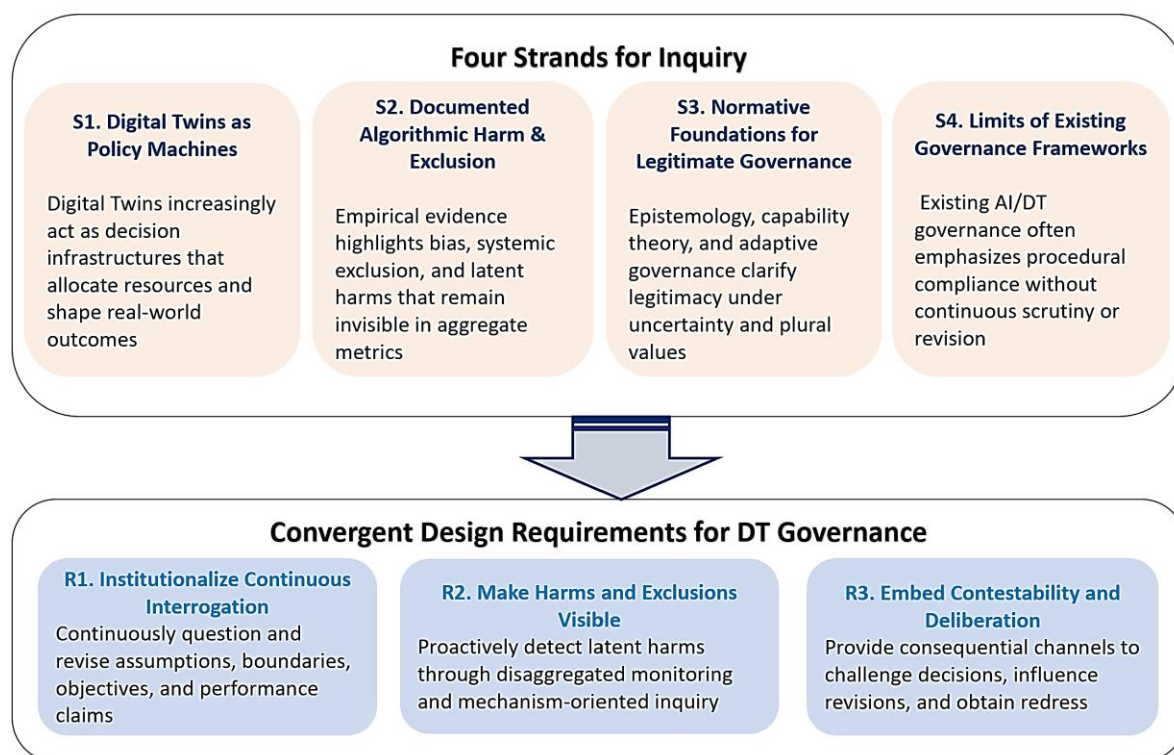 Four Strands for Inquiry
S1. Digital Twins as
Policy Machines
Digital Twins increasingly
act as decision
infrastructures that
allocate resources and
shape real-world
outcomes
S2. Documented
Algorithmic Harm &
Exclusion
Empirical evidence
highlights bias, systemic
exclusion, and latent
harms that remain
invisible in aggregate
metrics
S3. Normative
Foundations for
Legitimate Governance
Epistemology, capability
theory, and adaptive
governance clarify
legitimacy under
uncertainty and plural
values
S4. Limits of Existing
Governance Frameworks
Existing AI/DT
governance often
emphasizes procedural
compliance without
continuous scrutiny or
revision
Convergent Design Requirements for DT Governance
R1. Institutionalize Continuous
Interrogation
Continuously question and
revise assumptions, boundaries,
objectives, and performance
claims
R2. Make Harms and Exclusions
Visible
Proactively detect latent harms
through disaggregated monitoring
and mechanism-oriented inquiry
R3. Embed Contestability and
Deliberation
Provide consequential channels to
challenge decisions, influence
revisions, and obtain redress